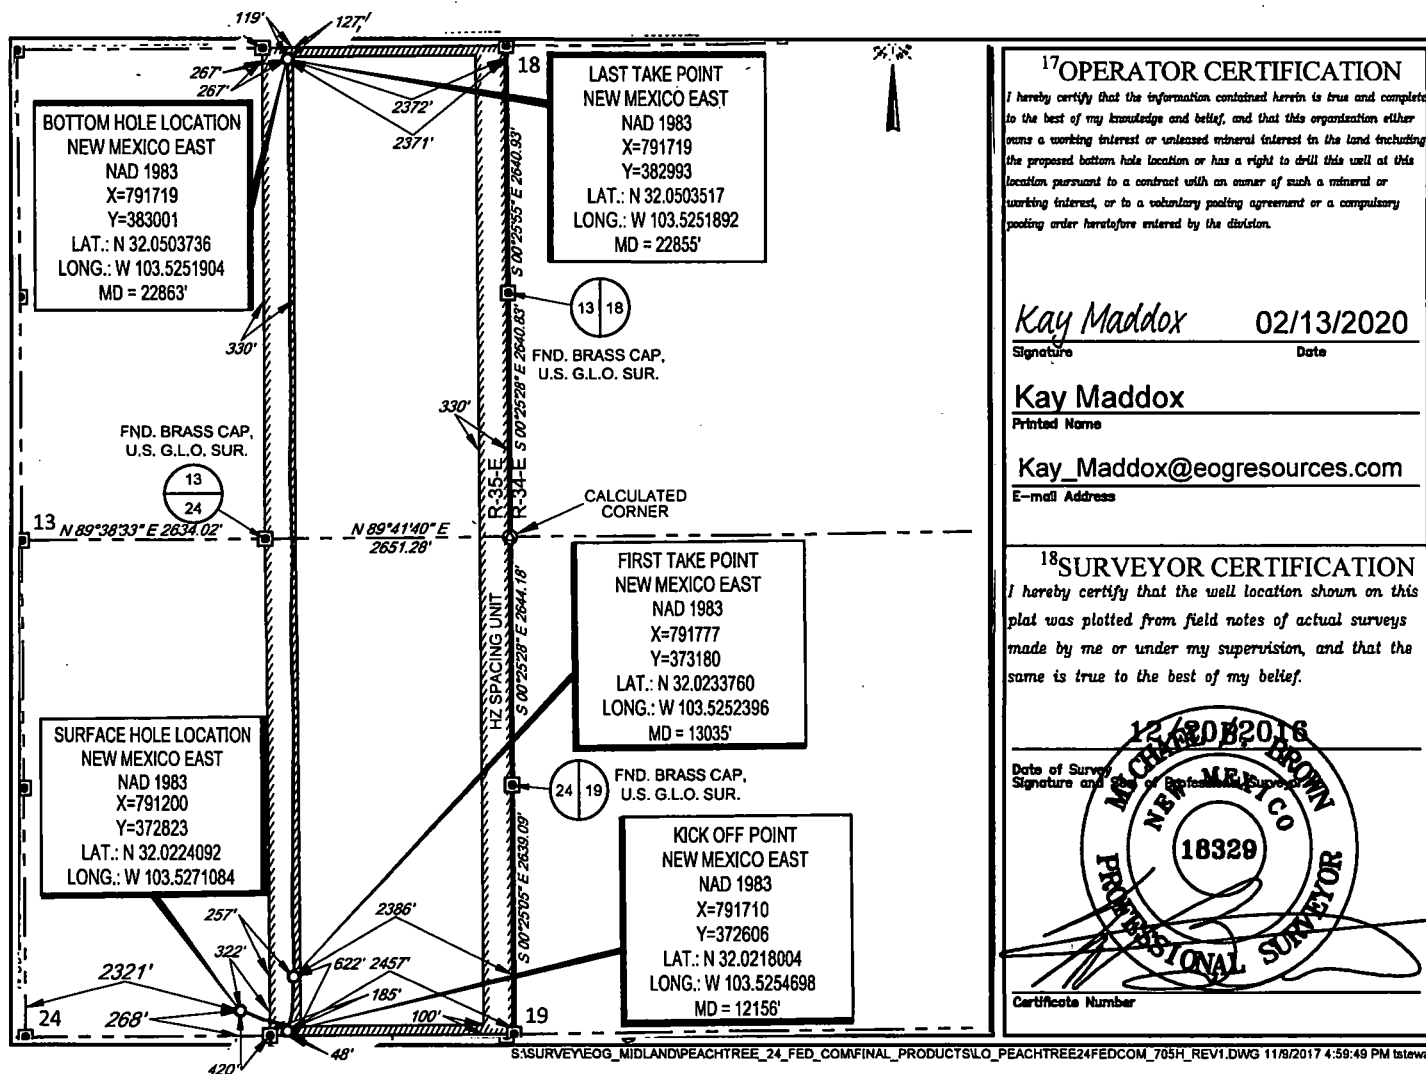 119'
127'
267'
267'
2372'
2371'
18
BOTTOM HOLE LOCATION
NEW MEXICO EAST
NAD 1983
X=791719
Y=383001
LAT.: N 32.0503736
LONG.: W 103.5251904
MD = 22863'
LAST TAKE POINT
NEW MEXICO EAST
NAD 1983
X=791719
Y=382993
LAT.: N 32.0503517
LONG.: W 103.5251892
MD = 22855'
S 00°25'55" E 2640.93'
13 18
FND. BRASS CAP,
U.S. G.L.O. SUR.
330'
S 00°25'28" E 2640.83'
330'
FND. BRASS CAP,
U.S. G.L.O. SUR.
13
24
R-35-E
R-34-E
CALCULATED
CORNER
13
N 89°38'33" E 2634.02'
N 89°41'40" E
2651.28'
FIRST TAKE POINT
NEW MEXICO EAST
NAD 1983
X=791777
Y=373180
LAT.: N 32.0233760
LONG.: W 103.5252396
MD = 13035'
HZ SPACING UNIT
S 00°25'28" E 2644.18'
SURFACE HOLE LOCATION
NEW MEXICO EAST
NAD 1983
X=791200
Y=372823
LAT.: N 32.0224092
LONG.: W 103.5271084
24 19
FND. BRASS CAP,
U.S. G.L.O. SUR.
KICK OFF POINT
NEW MEXICO EAST
NAD 1983
X=791710
Y=372606
LAT.: N 32.0218004
LONG.: W 103.5254698
MD = 12156'
S 00°25'05" E 2639.09'
257'
2386'
322'
622'
2457'
2321'
185'
24
268'
100'
19
48'
420'
17OPERATOR CERTIFICATION
I hereby certify that the information contained herein is true and complete
to the best of my knowledge and belief, and that this organization either
owns a working interest or unleased mineral interest in the land including
the proposed bottom hole location or has a right to drill this well at this
location pursuant to a contract with an owner of such a mineral or
working interest, or to a voluntary pooling agreement or a compulsory
pooling order heretofore entered by the division.
Kay Maddox 02/13/2020
Signature Date
Kay Maddox
Printed Name
Kay_Maddox@eogresources.com
E-mail Address
18SURVEYOR CERTIFICATION
I hereby certify that the well location shown on this
plat was plotted from field notes of actual surveys
made by me or under my supervision, and that the
same is true to the best of my belief.
2016
Date of Survey
Signature and Seal of Professional Surveyor
MICHAEL B. BROWN
NEW MEXICO
18329
PROFESSIONAL SURVEYOR
Certificate Number
S:\SURVEY\EOG_MIDLAND\PEACHTREE_24_FED_COM\FINAL_PRODUCTS\LO_PEACHTREE24FEDCOM_705H_REV1.DWG 11/9/2017 4:59:49 PM